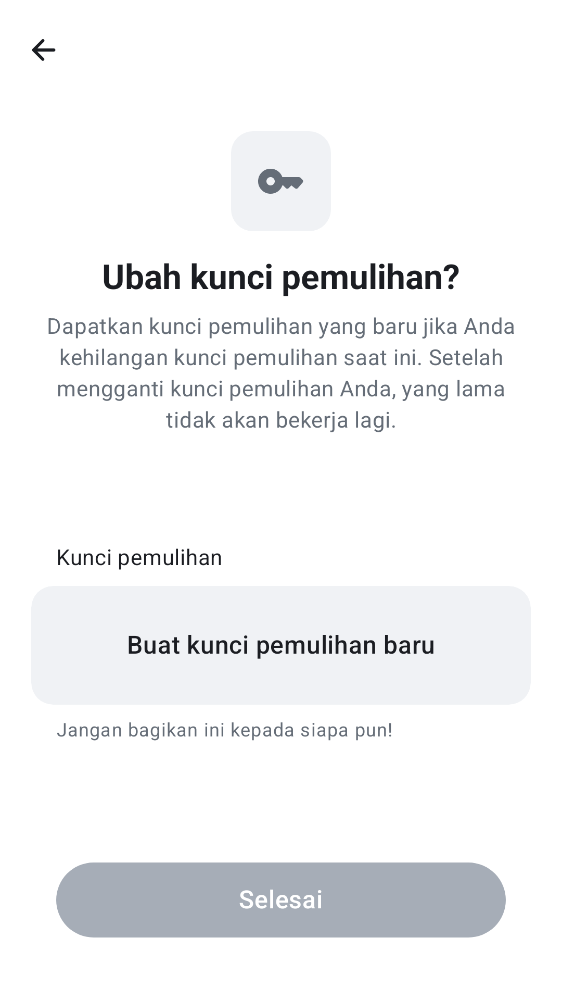 Ubah kunci pemulihan?
Dapatkan kunci pemulihan yang baru jika Anda
kehilangan kunci pemulihan saat ini. Setelah
mengganti kunci pemulihan Anda, yang lama
tidak akan bekerja lagi.
Kunci pemulihan
Buat kunci pemulihan baru
Jangan bagikan ini kepada siapa pun!
Selesai